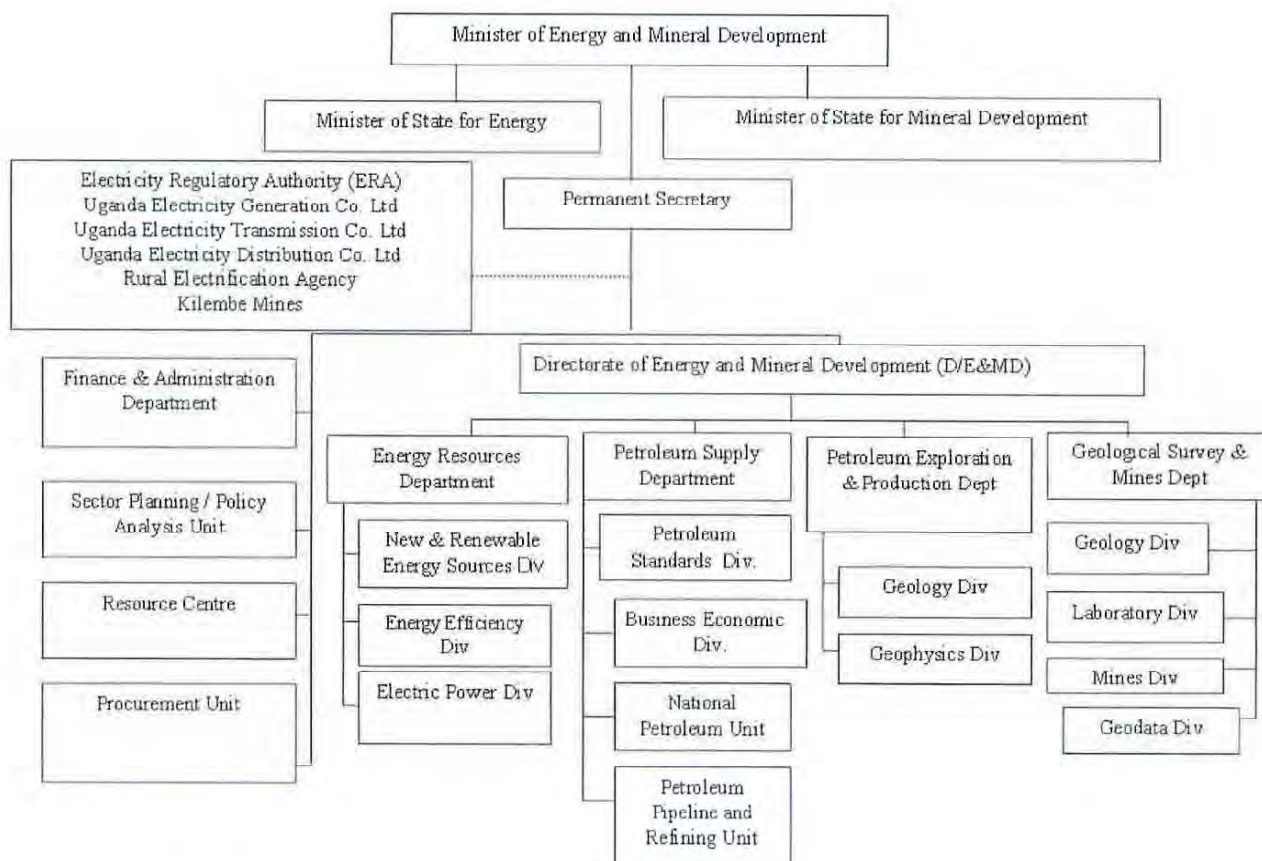 Minister of Energy and Mineral Development
Minister of State for Energy
Minister of State for Mineral Development
Electricity Regulatory Authority (ERA)
Uganda Electricity Generation Co. Ltd
Uganda Electricity Transmission Co. Ltd
Uganda Electricity Distribution Co. Ltd
Rural Electrification Agency
Kilembe Mines
Permanent Secretary
Directorate of Energy and Mineral Development (D/E&MD)
Finance & Administration
Department
Sector Planning / Policy
Analysis Unit
Resource Centre
Procurement Unit
Energy Resources
Department
New & Renewable
Energy Sources Div
Energy Efficiency
Div
Electric Power Div
Petroleum Supply
Department
Petroleum
Standards Div.
Business Economic
Div.
National
Petroleum Unit
Petroleum
Pipeline and
Refining Unit
Petroleum Exploration
& Production Dept
Geology Div
Geophysics Div
Geological Survey &
Mines Dept
Geology Div
Laboratory Div
Mines Div
Geodata Div